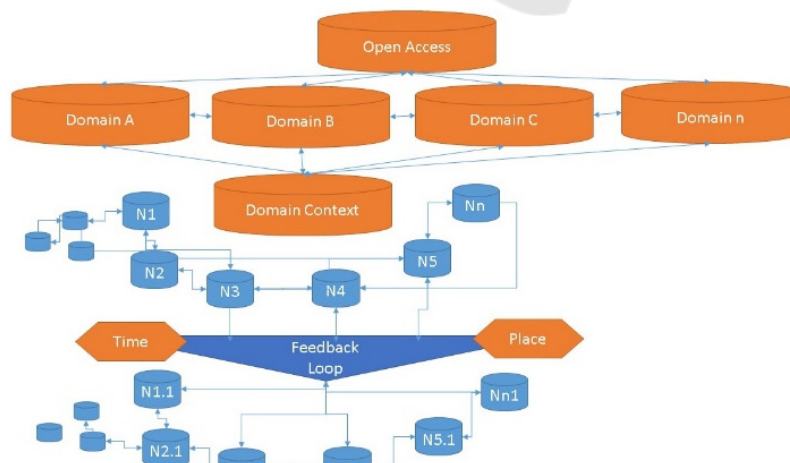 Open Access
Domain A
Domain B
Domain C
Domain n
Domain Context
N1
Nn
N2
N5
N3
N4
Time
Feedback
Loop
Place
N1.1
Nn1
N2.1
N5.1